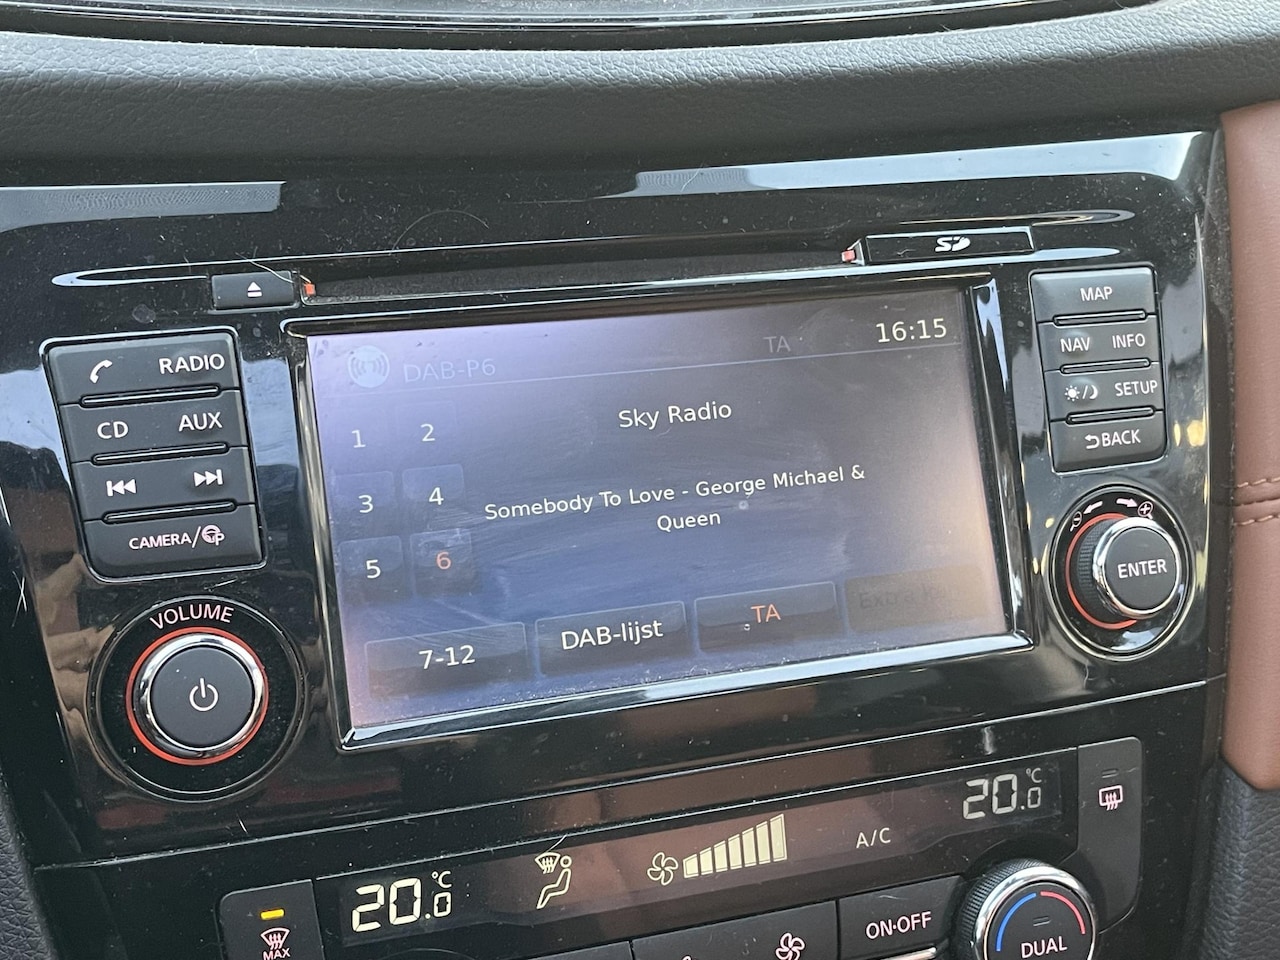 SD
MAP
RADIO
NAV INFO
CD AUX
SETUP
BACK
CAMERA/
VOLUME
ENTER
DAB-P6 TA 16:15
Sky Radio
1 2
3 4
5 6
Somebody To Love - George Michael &
Queen
7-12 DAB-lijst TA
20.0 °C
A/C
20.0 °C
MAX
ON·OFF
DUAL